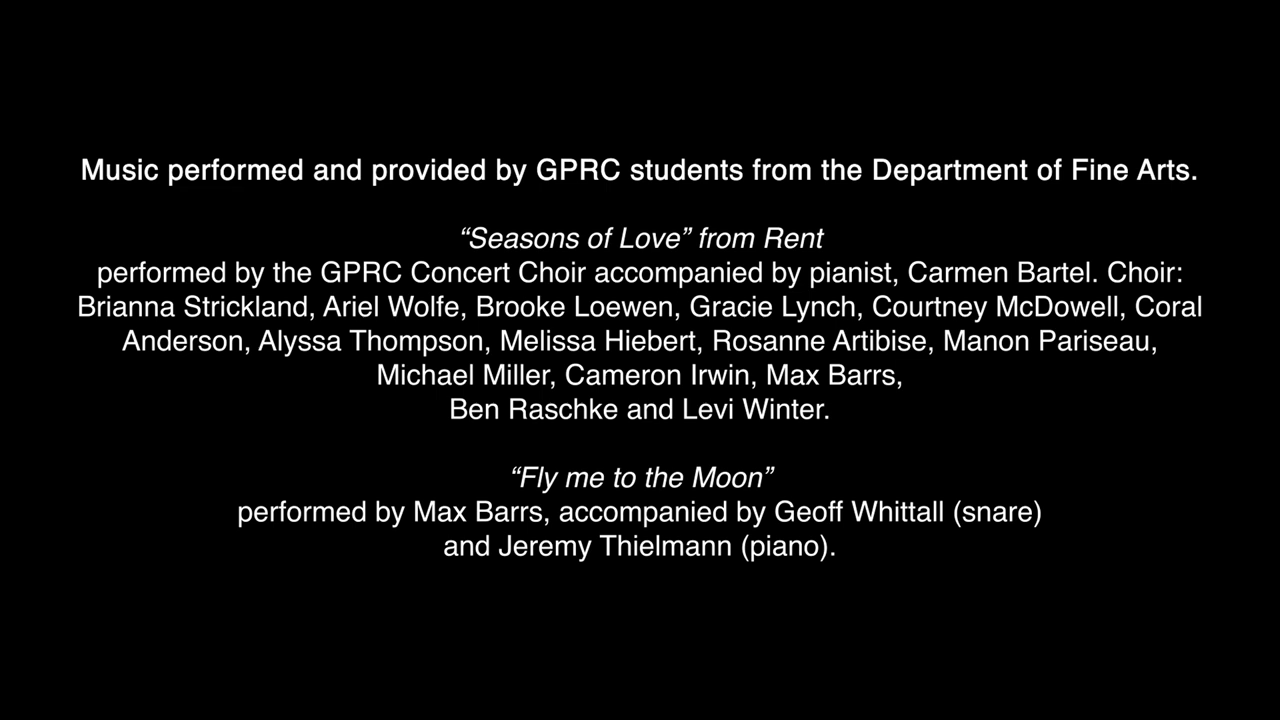 Music performed and provided by GPRC students from the Department of Fine Arts.
“Seasons of Love” from Rent
performed by the GPRC Concert Choir accompanied by pianist, Carmen Bartel. Choir:
Brianna Strickland, Ariel Wolfe, Brooke Loewen, Gracie Lynch, Courtney McDowell, Coral
Anderson, Alyssa Thompson, Melissa Hiebert, Rosanne Artibise, Manon Pariseau,
Michael Miller, Cameron Irwin, Max Barrs,
Ben Raschke and Levi Winter.
“Fly me to the Moon”
performed by Max Barrs, accompanied by Geoff Whittall (snare)
and Jeremy Thielmann (piano).